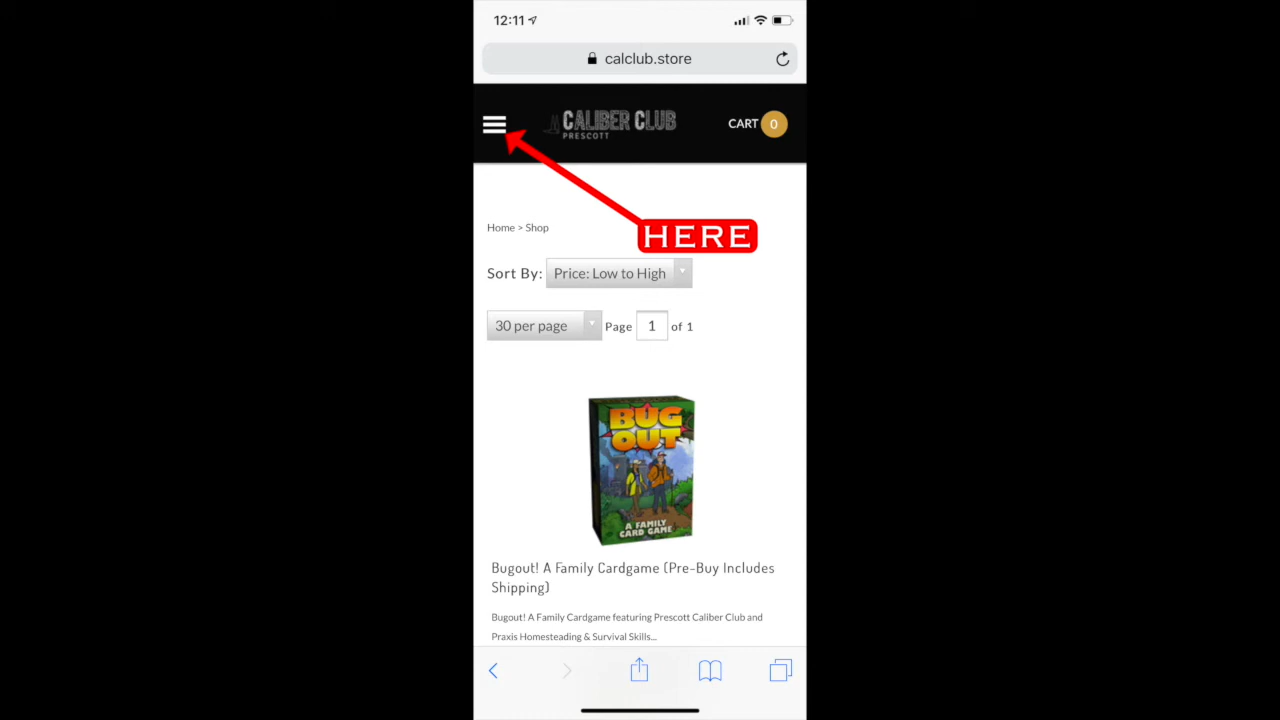 12:11
calclub.store
CALIBER CLUB
PRESCOTT
CART 0
HERE
Home > Shop
Sort By: Price: Low to High
30 per page Page 1 of 1
BUG
OUT
A FAMILY
CARD GAME
Bugout! A Family Cardgame (Pre-Buy Includes
Shipping)
Bugout! A Family Cardgame featuring Prescott Caliber Club and
Praxis Homesteading & Survival Skills...